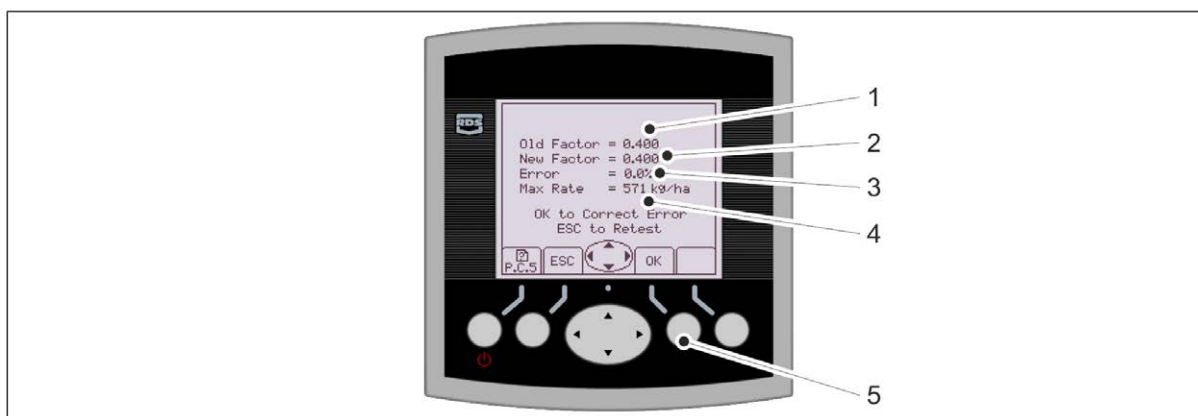 RDS
Old Factor = 0.400
New Factor = 0.400
Error = 0.0%
Max Rate = 571 kg/ha
OK to Correct Error
ESC to Retest
P.C.5 ESC OK
1
2
3
4
5